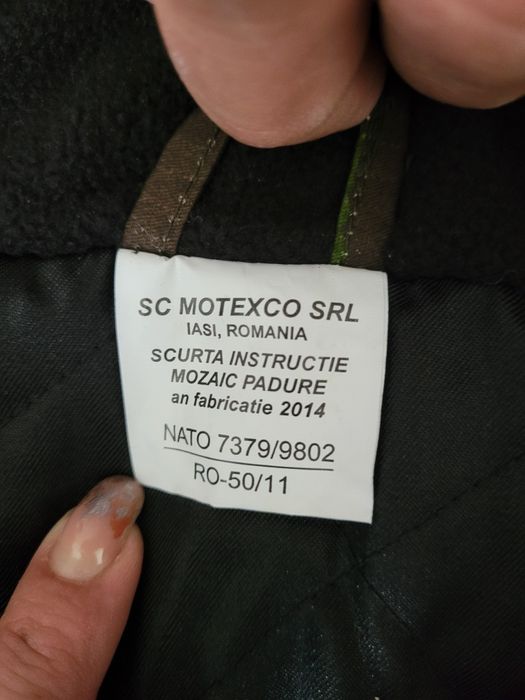 SC MOTEXCO SRL
IASI, ROMANIA
SCURTA INSTRUCTIE
MOZAIC PADURE
an fabricatie 2014
NATO 7379/9802
RO-50/11